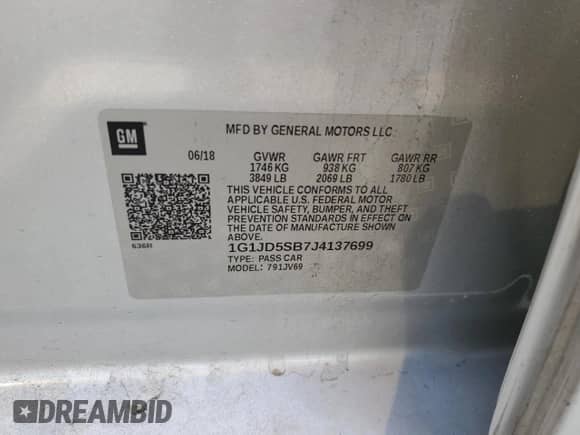 GM
MFD BY GENERAL MOTORS LLC
06/18 GVWR GAWR FRT GAWR RR
1746 KG 938 KG 807 KG
3849 LB 2069 LB 1780 LB
THIS VEHICLE CONFORMS TO ALL
APPLICABLE U.S. FEDERAL MOTOR
VEHICLE SAFETY, BUMPER, AND THEFT
PREVENTION STANDARDS IN EFFECT ON
THE DATE OF MANUFACTURE SHOWN
ABOVE.
1G1JD5SB7J4137699
TYPE: PASS CAR
MODEL: 791JV69
DREAMBID